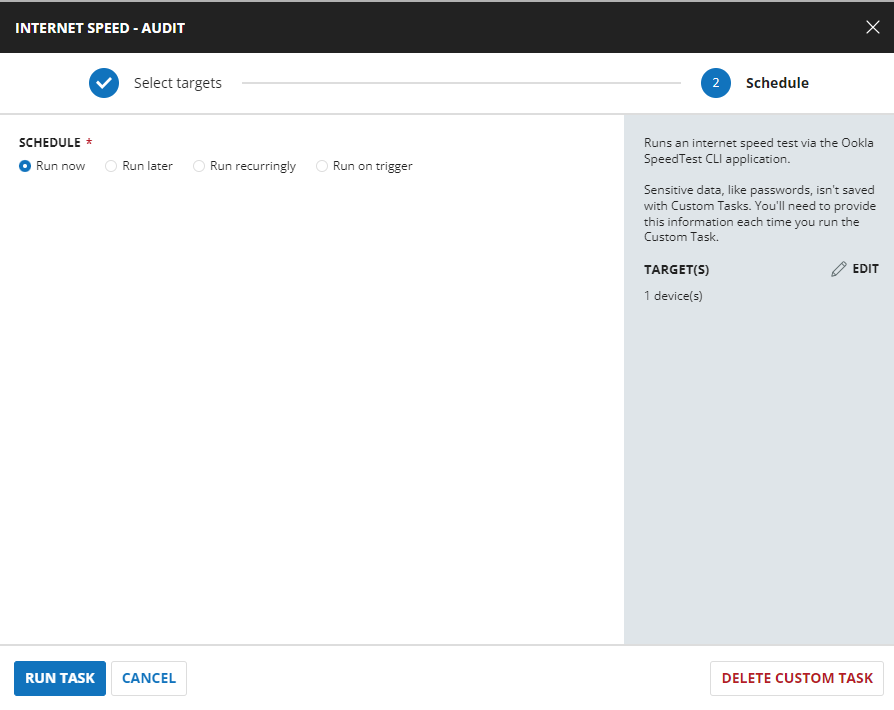 INTERNET SPEED - AUDIT
Select targets
2
Schedule
SCHEDULE *
Run now
Run later
Run recurringly
Run on trigger
Runs an internet speed test via the Ookla
SpeedTest CLI application.
Sensitive data, like passwords, isn't saved
with Custom Tasks. You'll need to provide
this information each time you run the
Custom Task.
TARGET(S)
EDIT
1 device(s)
RUN TASK
CANCEL
DELETE CUSTOM TASK